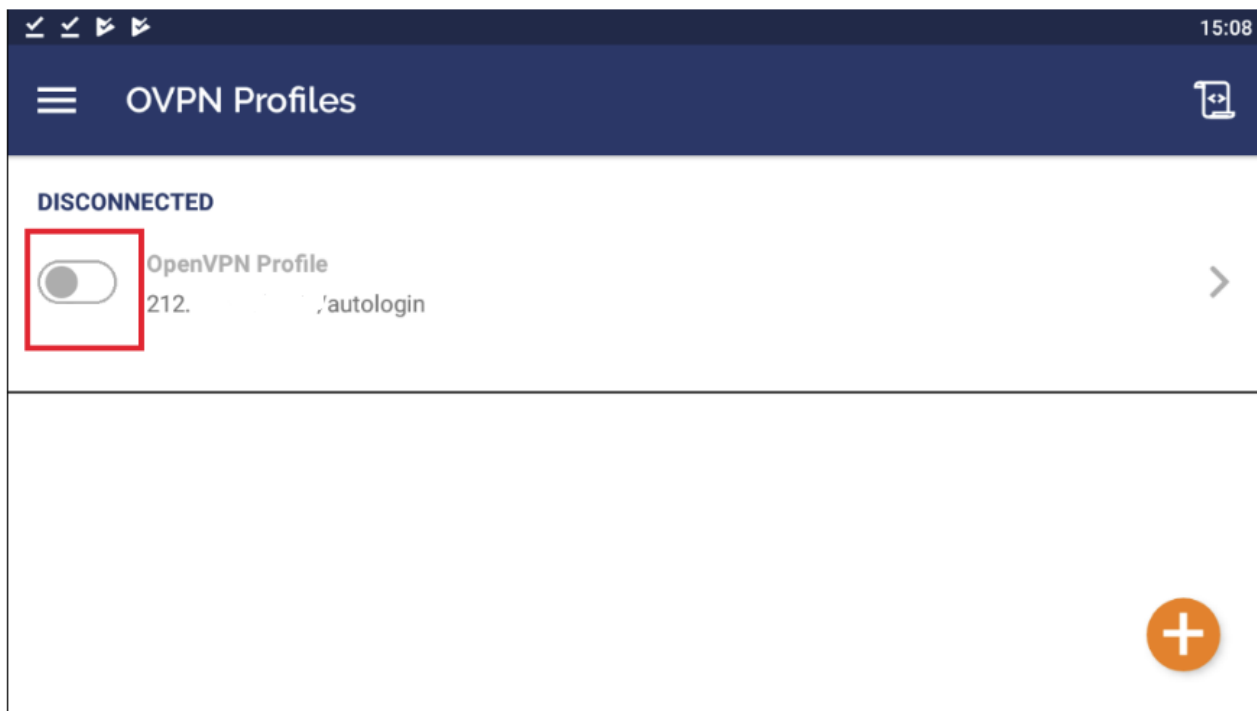 15:08
OVPN Profiles
DISCONNECTED
OpenVPN Profile
212. /autologin